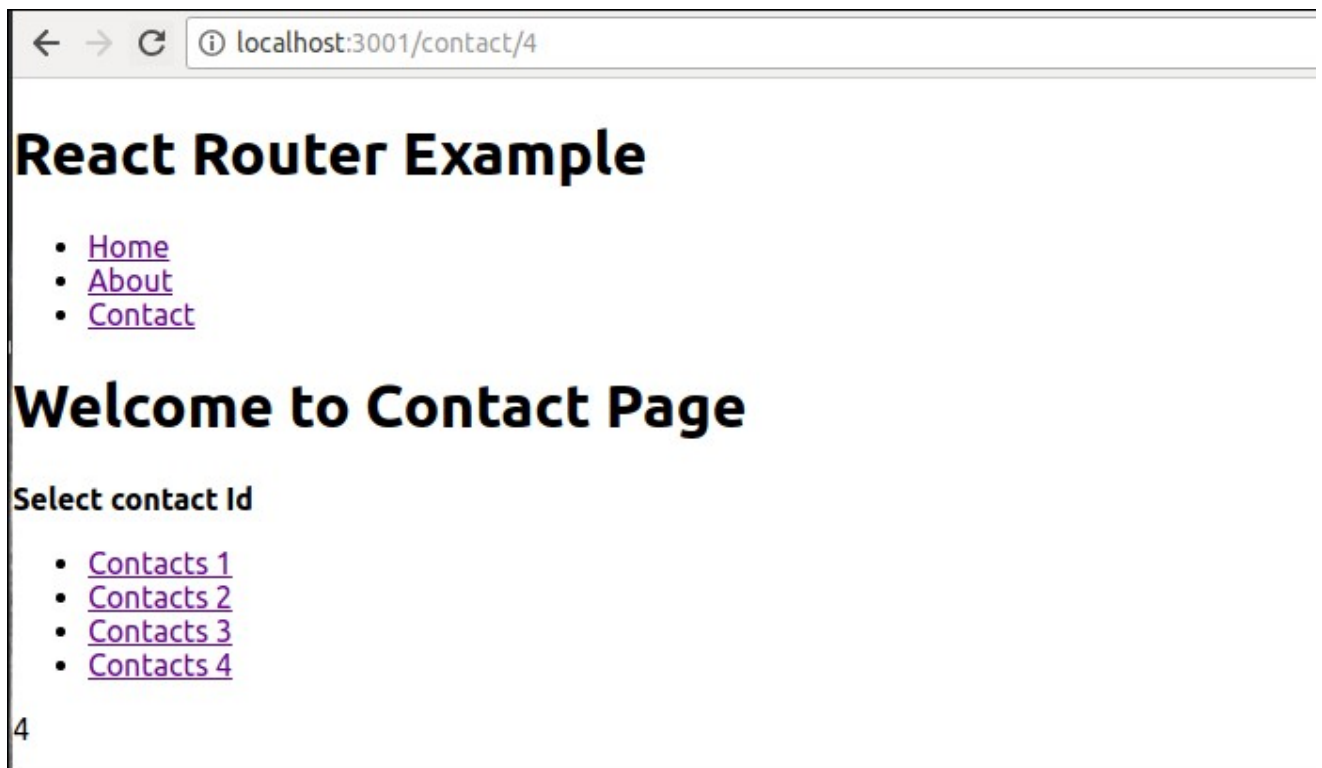 localhost:3001/contact/4
React Router Example
Home
About
Contact
Welcome to Contact Page
Select contact Id
Contacts 1
Contacts 2
Contacts 3
Contacts 4
4